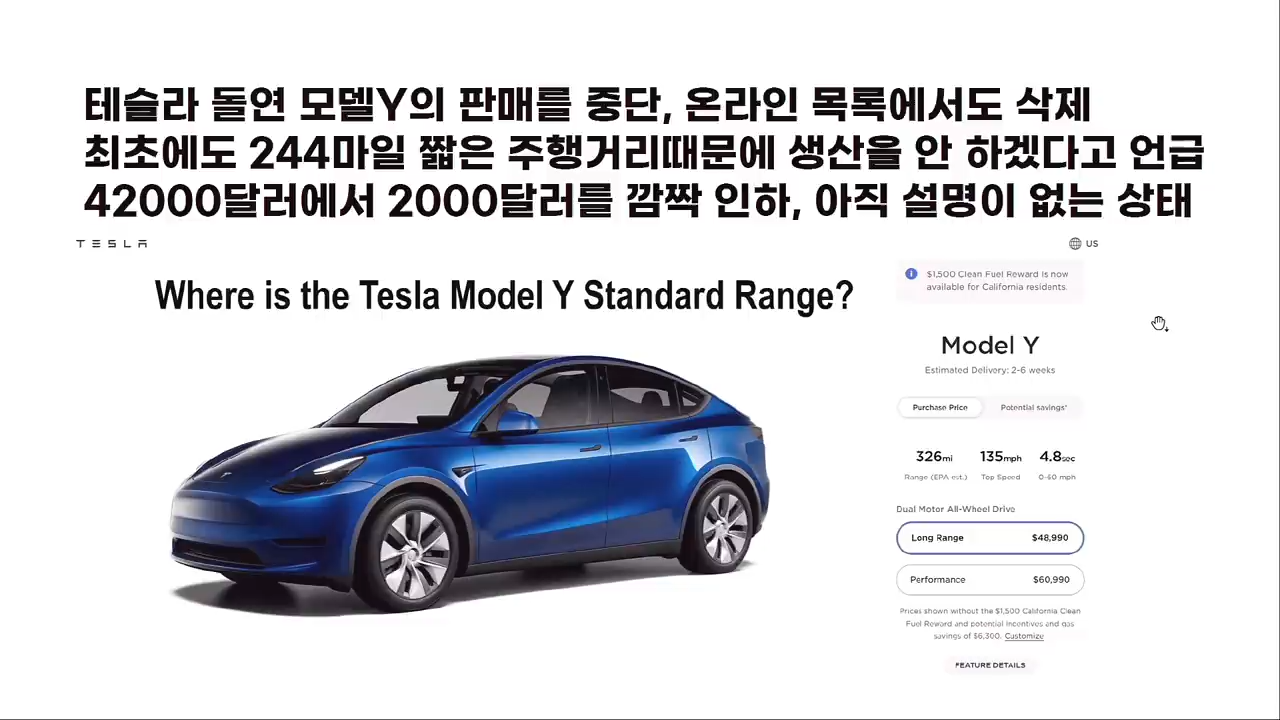 테슬라 돌연 모델Y의 판매를 중단, 온라인 목록에서도 삭제
최초에도 244마일 짧은 주행거리때문에 생산을 안 하겠다고 언급
42000달러에서 2000달러를 깜짝 인하, 아직 설명이 없는 상태
TESLA
US
Where is the Tesla Model Y Standard Range?
$1,500 Clean Fuel Reward is now
available for California residents.
Model Y
Estimated Delivery: 2-6 weeks
Purchase Price
Potential savings*
326mi
135mph
4.8sec
Range (EPA est.)
Top Speed
0-60 mph
Dual Motor All-Wheel Drive
Long Range
$48,990
Performance
$60,990
Prices shown without the $1,500 California Clean
Fuel Reward and potential incentives and gas
savings of $6,300. Customize
FEATURE DETAILS